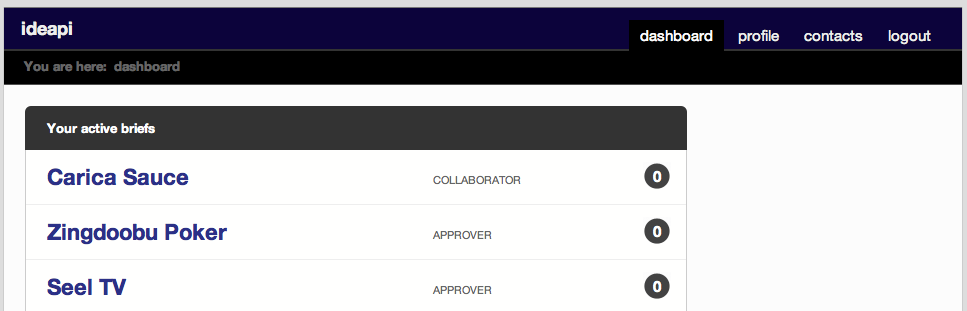 ideapi
dashboard profile contacts logout
You are here: dashboard
Your active briefs
Carica Sauce COLLABORATOR 0
Zingdoobu Poker APPROVER 0
Seel TV APPROVER 0